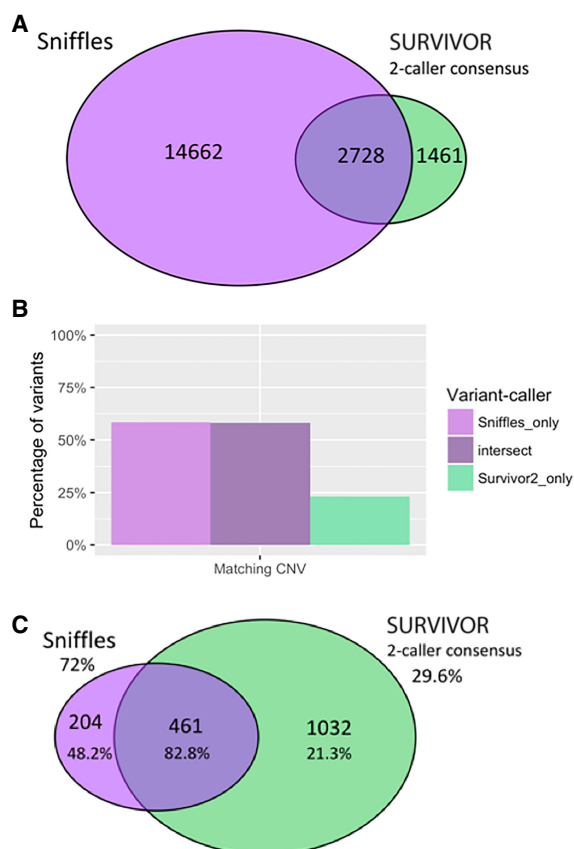 A
Sniffles
SURVIVOR
2-caller consensus
14662
2728
1461
B
Percentage of variants
100%
75%
50%
25%
0%
Matching CNV
Variant-caller
Sniffles_only
intersect
Survivor2_only
C
Sniffles
72%
SURVIVOR
2-caller consensus
29.6%
204
48.2%
461
82.8%
1032
21.3%